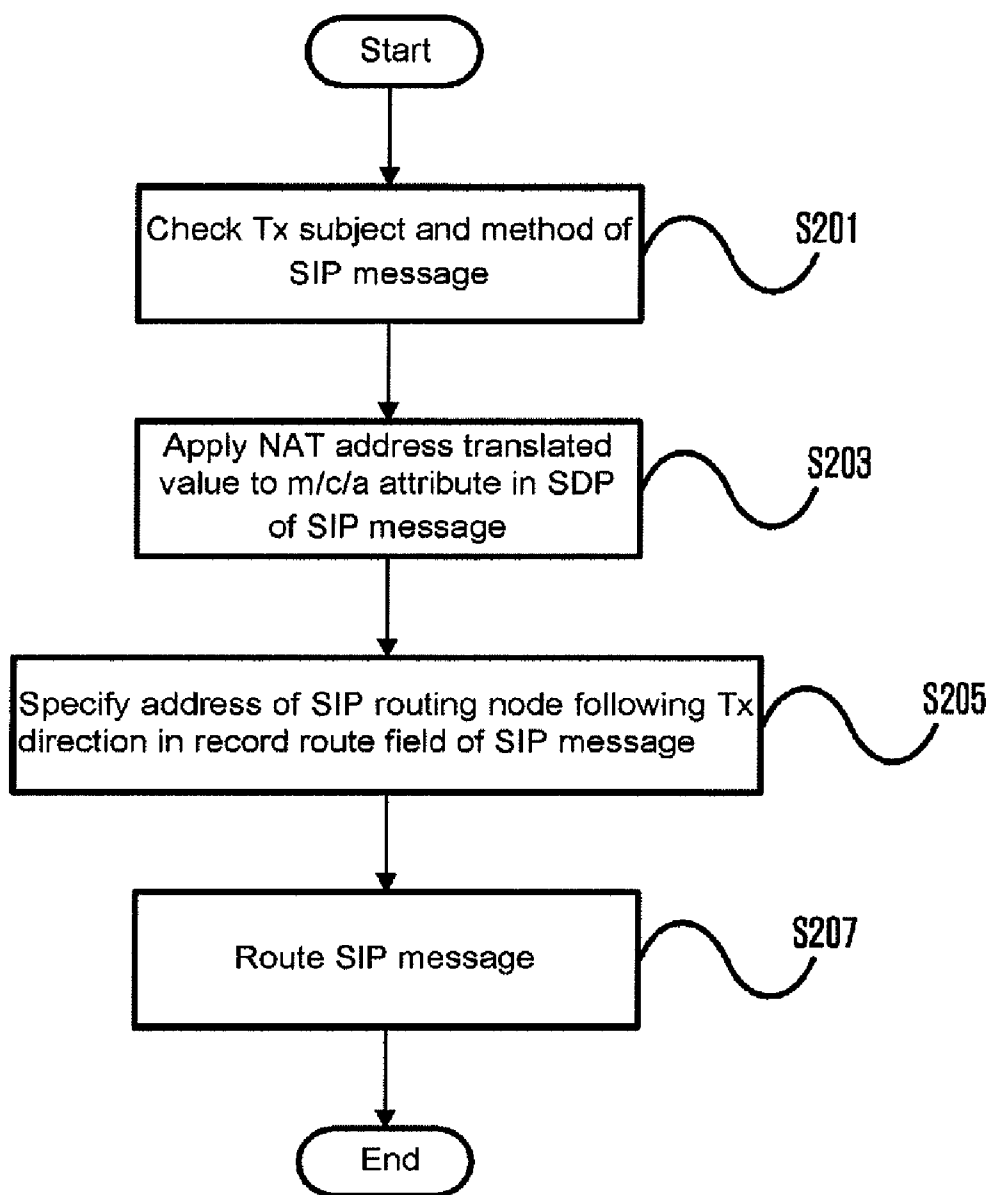 Start
Check Tx subject and method of
SIP message
S201
Apply NAT address translated
value to m/c/a attribute in SDP
of SIP message
S203
Specify address of SIP routing node following Tx
direction in record route field of SIP message
S205
Route SIP message
S207
End